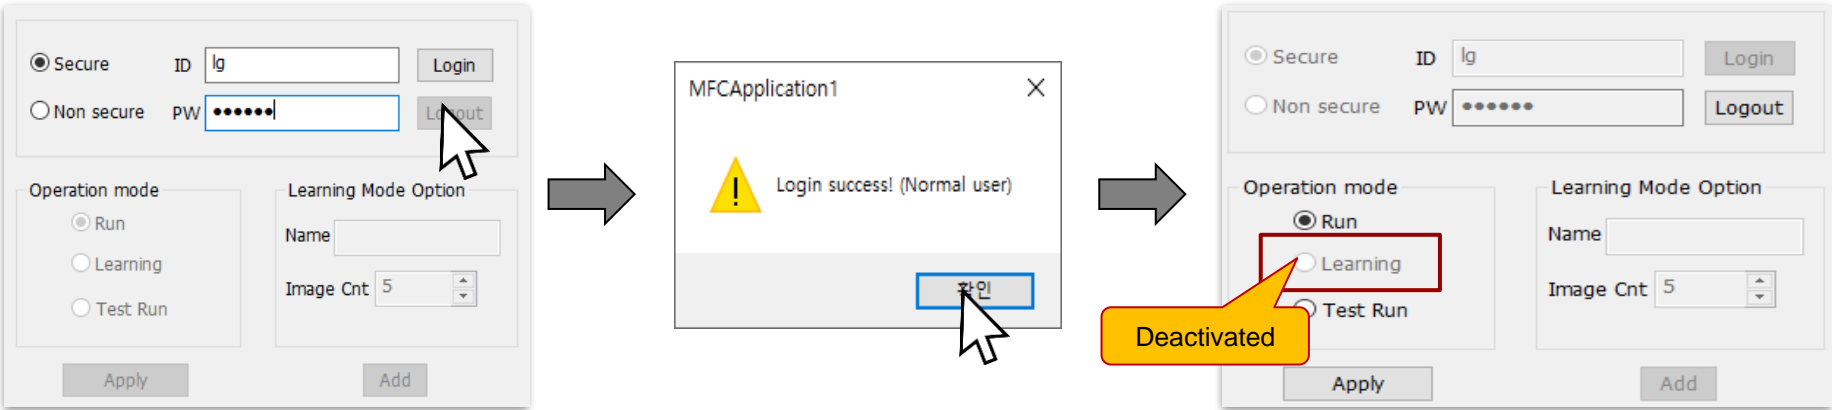 Secure ID lg Login
Non secure PW •••••• Logout
Operation mode
Run
Learning
Test Run
Learning Mode Option
Name
Image Cnt 5
Apply
Add
MFCApplication1
Login success! (Normal user)
확인
Secure ID lg Login
Non secure PW •••••• Logout
Operation mode
Run
Learning
Test Run
Deactivated
Learning Mode Option
Name
Image Cnt 5
Apply
Add